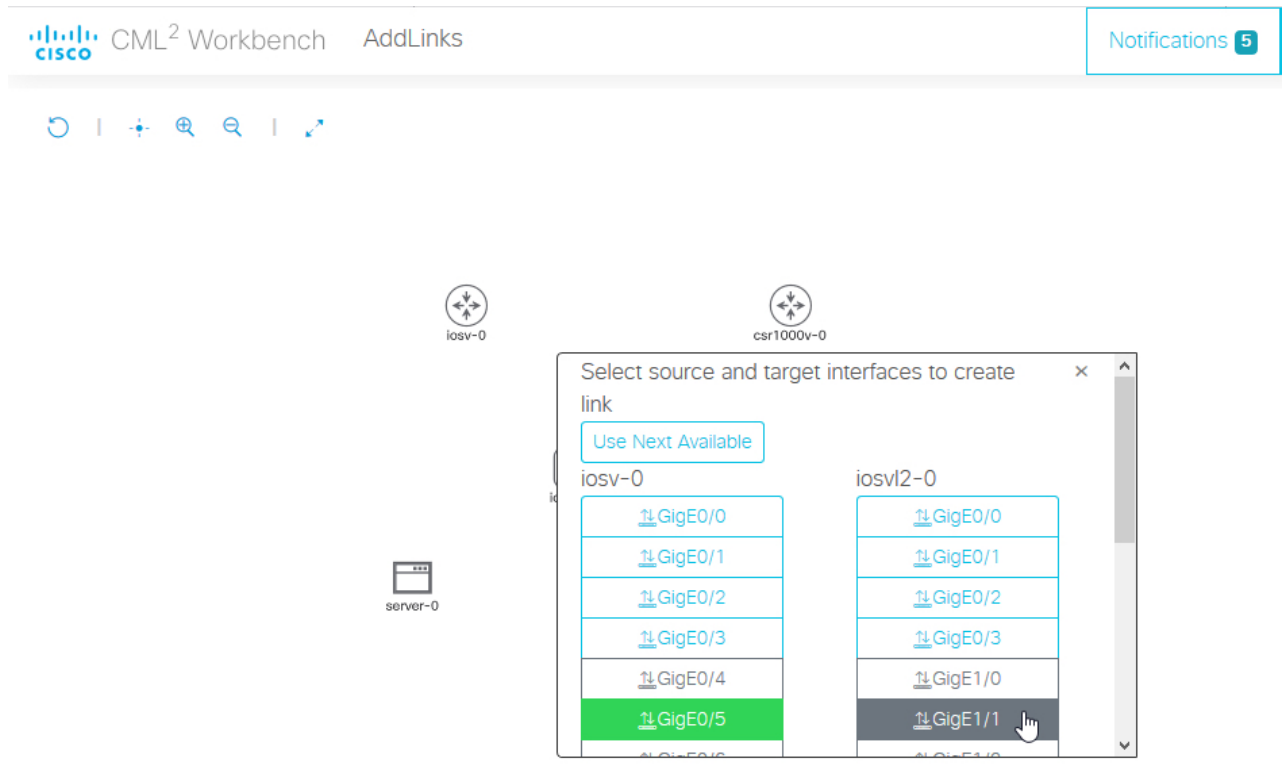 CISCO CML2 Workbench AddLinks Notifications 5
iosv-0 csr1000v-0
Select source and target interfaces to create ×
link
Use Next Available
iosv-0 iosvl2-0
GigE0/0 GigE0/0
GigE0/1 GigE0/1
GigE0/2 GigE0/2
GigE0/3 GigE0/3
server-0
GigE0/4 GigE1/0
GigE0/5 GigE1/1